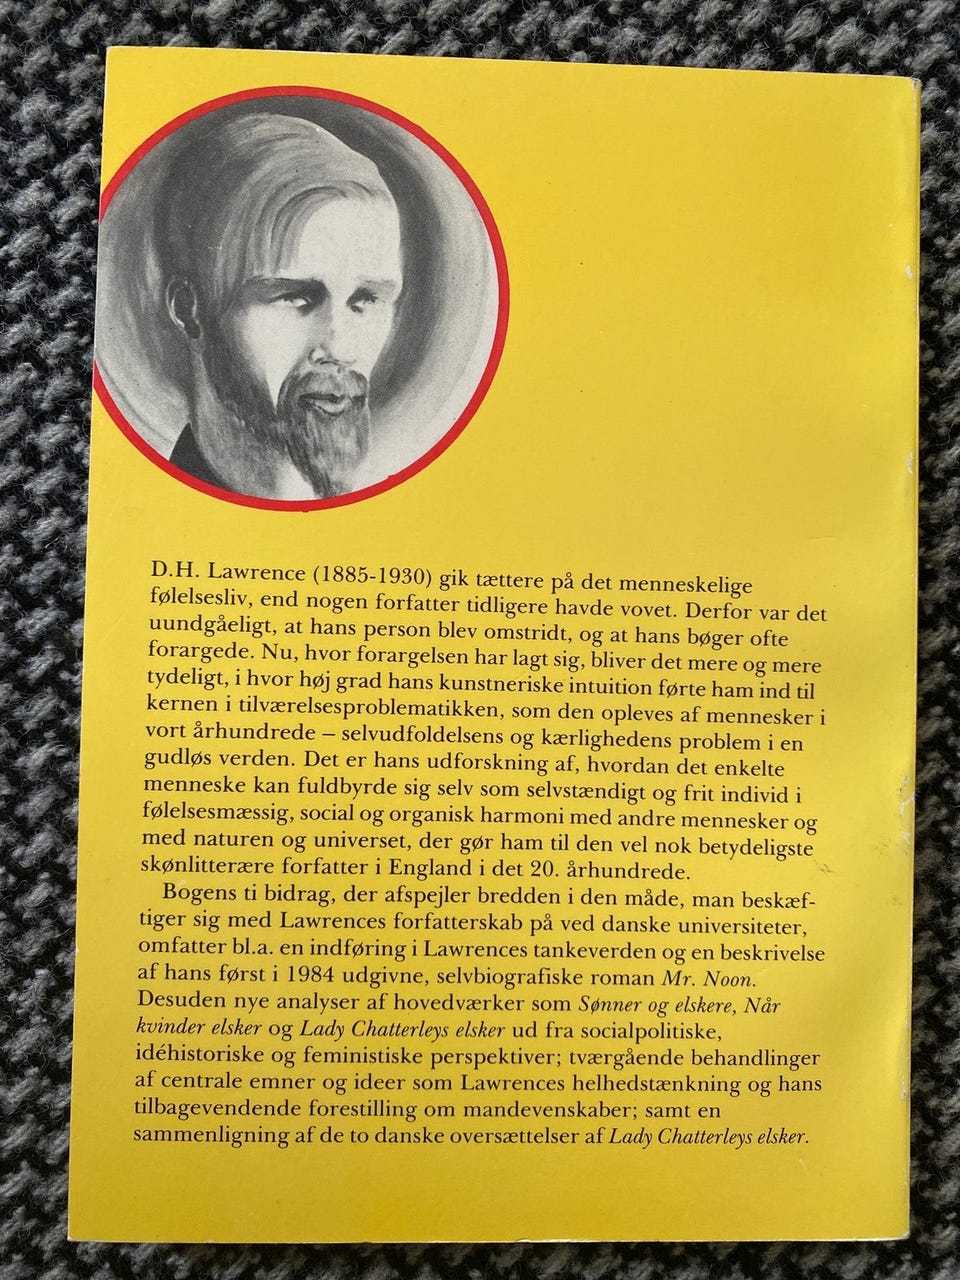 D.H. Lawrence (1885-1930) gik tættere på det menneskelige
følelsesliv, end nogen forfatter tidligere havde vovet. Derfor var det
uundgåeligt, at hans person blev omstridt, og at hans bøger ofte
forargede. Nu, hvor forargelsen har lagt sig, bliver det mere og mere
tydeligt, i hvor høj grad hans kunstneriske intuition førte ham ind til
kernen i tilværelsesproblematikken, som den opleves af mennesker i
vort århundrede – selvudfoldelsens og kærlighedens problem i en
gudløs verden. Det er hans udforskning af, hvordan det enkelte
menneske kan fuldbyrde sig selv som selvstændigt og frit individ i
følelsesmæssig, social og organisk harmoni med andre mennesker og
med naturen og universet, der gør ham til den vel nok betydeligste
skønlitterære forfatter i England i det 20. århundrede.
Bogens ti bidrag, der afspejler bredden i den måde, man beskæf-
tiger sig med Lawrences forfatterskab på ved danske universiteter,
omfatter bl.a. en indføring i Lawrences tankeverden og en beskrivelse
af hans først i 1984 udgivne, selvbiografiske roman Mr. Noon.
Desuden nye analyser af hovedværker som Sønner og elskere, Når
kvinder elsker og Lady Chatterleys elsker ud fra socialpolitiske,
idéhistoriske og feministiske perspektiver; tværgående behandlinger
af centrale emner og ideer som Lawrences helhedstænkning og hans
tilbagevendende forestilling om mandevenskaber; samt en
sammenligning af de to danske oversættelser af Lady Chatterleys elsker.